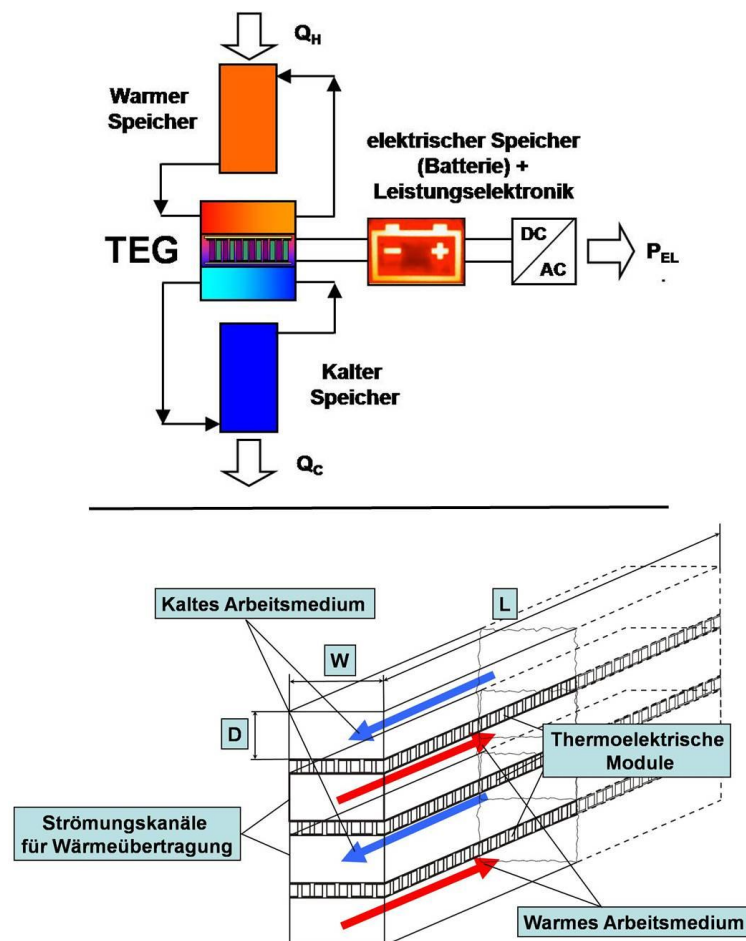 Q_H
Warmer
Speicher
elektrischer Speicher
(Batterie) +
Leistungselektronik
TEG
- +
DC
AC
P_EL
Kalter
Speicher
Q_C
Kaltes Arbeitsmedium
L
W
D
Thermoelektrische
Module
Strömungskanäle
für Wärmeübertragung
Warmes Arbeitsmedium